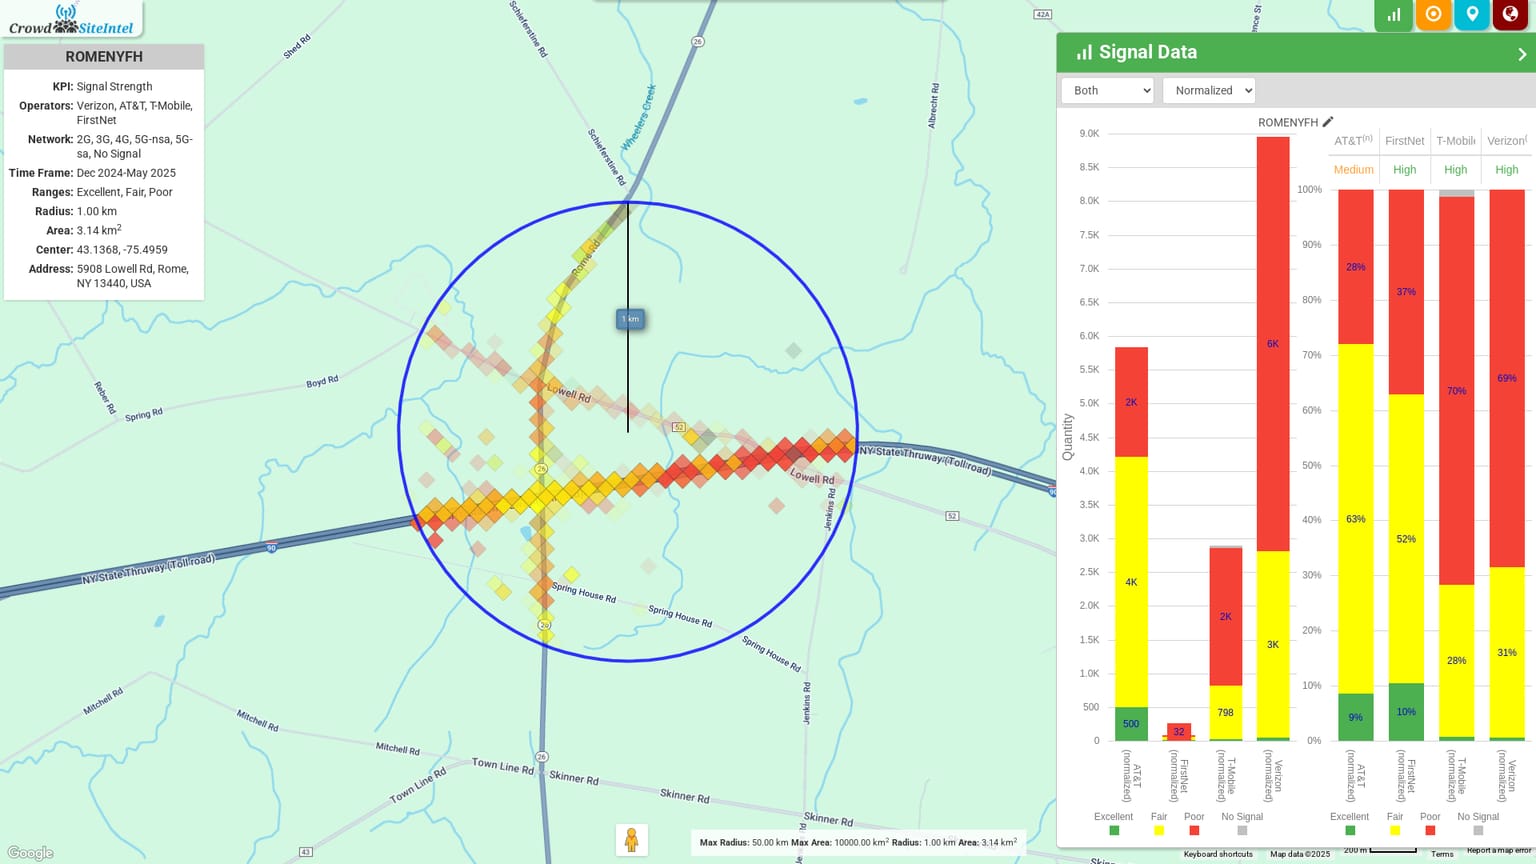 CrowdSiteIntel
ROMENYFH
KPI: Signal Strength
Operators: Verizon, AT&T, T-Mobile,
FirstNet
Network: 2G, 3G, 4G, 5G-nsa, 5G-
sa, No Signal
Time Frame: Dec 2024-May 2025
Ranges: Excellent, Fair, Poor
Radius: 1.00 km
Area: 3.14 km²
Center: 43.1368, -75.4959
Address: 5908 Lowell Rd, Rome,
NY 13440, USA
Shed Rd
Schieferstine Rd
26
42A
Wheelers Creek
Albrecht Rd
Schieferstine Rd
Rome Rd
1 km
Boyd Rd
Reber Rd
Spring Rd
Lowell Rd
52
NY State Thruway (Toll road)
26
Lowell Rd
Jenkins Rd
52
90
NY State Thruway (Toll road)
Spring House Rd
Spring House Rd
26
Spring House Rd
Mitchell Rd
Jenkins Rd
Mitchell Rd
Mitchell Rd
26
Town Line Rd
Skinner Rd
Town Line Rd
Skinner Rd
Skinner Rd
43
Max Radius: 50.00 km Max Area: 10000.00 km² Radius: 1.00 km Area: 3.14 km²
Google
Signal Data
Both
Normalized
ROMENYFH
9.0K
8.5K
8.0K
7.5K
7.0K
6.5K
6.0K
5.5K
5.0K
4.5K
4.0K
3.5K
3.0K
2.5K
2.0K
1.5K
1.0K
500
0
Quantity
2K
4K
500
32
2K
798
6K
3K
AT&T
(normalized)
FirstNet
(normalized)
T-Mobile
(normalized)
Verizon
(normalized)
Excellent Fair Poor No Signal
AT&T(n) FirstNet T-Mobile Verizon(
Medium High High High
100%
90%
80%
70%
60%
50%
40%
30%
20%
10%
0%
28%
63%
9%
37%
52%
10%
70%
28%
69%
31%
AT&T
(normalized)
FirstNet
(normalized)
T-Mobile
(normalized)
Verizon
(normalized)
Excellent Fair Poor No Signal
Keyboard shortcuts Map data ©2025 200 m Terms Report a map error